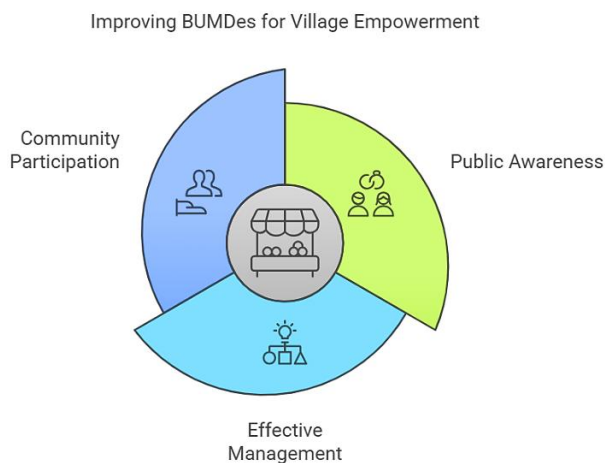 Improving BUMDes for Village Empowerment
Community
Participation
Public Awareness
Effective
Management